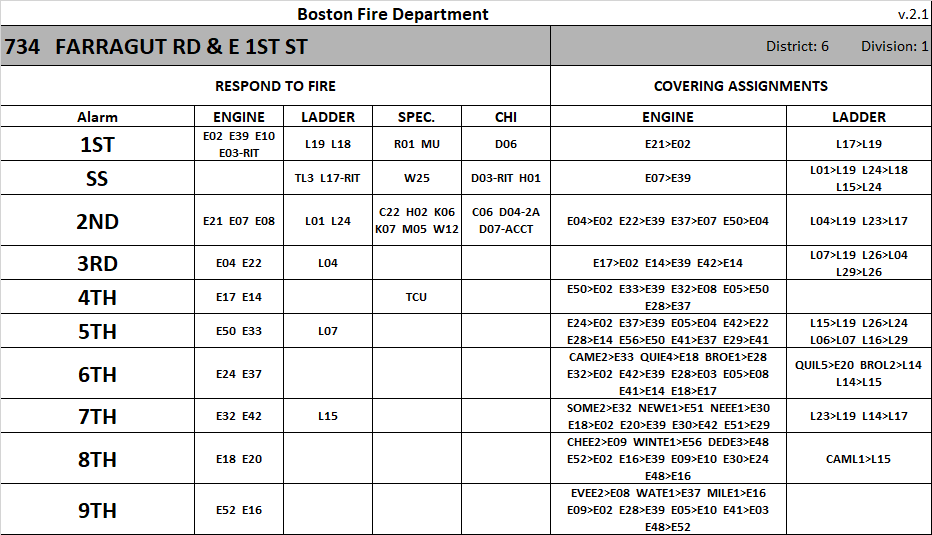 Boston Fire Department
v.2.1
734 FARRAGUT RD & E 1ST ST
District: 6 Division: 1
RESPOND TO FIRE
COVERING ASSIGNMENTS
Alarm ENGINE LADDER SPEC. CHI ENGINE LADDER
1ST
E02 E39 E10
E03-RIT
L19 L18
R01 MU
D06
E21>E02
L17>L19
SS
TL3 L17-RIT
W25
D03-RIT H01
E07>E39
L01>L19 L24>L18
L15>L24
2ND
E21 E07 E08
L01 L24
C22 H02 K06
K07 M05 W12
C06 D04-2A
D07-ACCT
E04>E02 E22>E39 E37>E07 E50>E04
L04>L19 L23>L17
3RD
E04 E22
L04
E17>E02 E14>E39 E42>E14
L07>L19 L26>L04
L29>L26
4TH
E17 E14
TCU
E50>E02 E33>E39 E32>E08 E05>E50
E28>E37
5TH
E50 E33
L07
E24>E02 E37>E39 E05>E04 E42>E22
E28>E14 E56>E50 E41>E37 E29>E41
L15>L19 L26>L24
L06>L07 L16>L29
6TH
E24 E37
CAME2>E33 QUIE4>E18 BROE1>E28
E32>E02 E42>E39 E28>E03 E05>E08
E41>E14 E18>E17
QUIL5>E20 BROL2>L14
L14>L15
7TH
E32 E42
L15
SOME2>E32 NEWE1>E51 NEEE1>E30
E18>E02 E20>E39 E30>E42 E51>E29
L23>L19 L14>L17
8TH
E18 E20
CHEE2>E09 WINTE1>E56 DEDE3>E48
E52>E02 E16>E39 E09>E10 E30>E24
E48>E16
CAML1>L15
9TH
E52 E16
EVEE2>E08 WATE1>E37 MILE1>E16
E09>E02 E28>E39 E05>E10 E41>E03
E48>E52